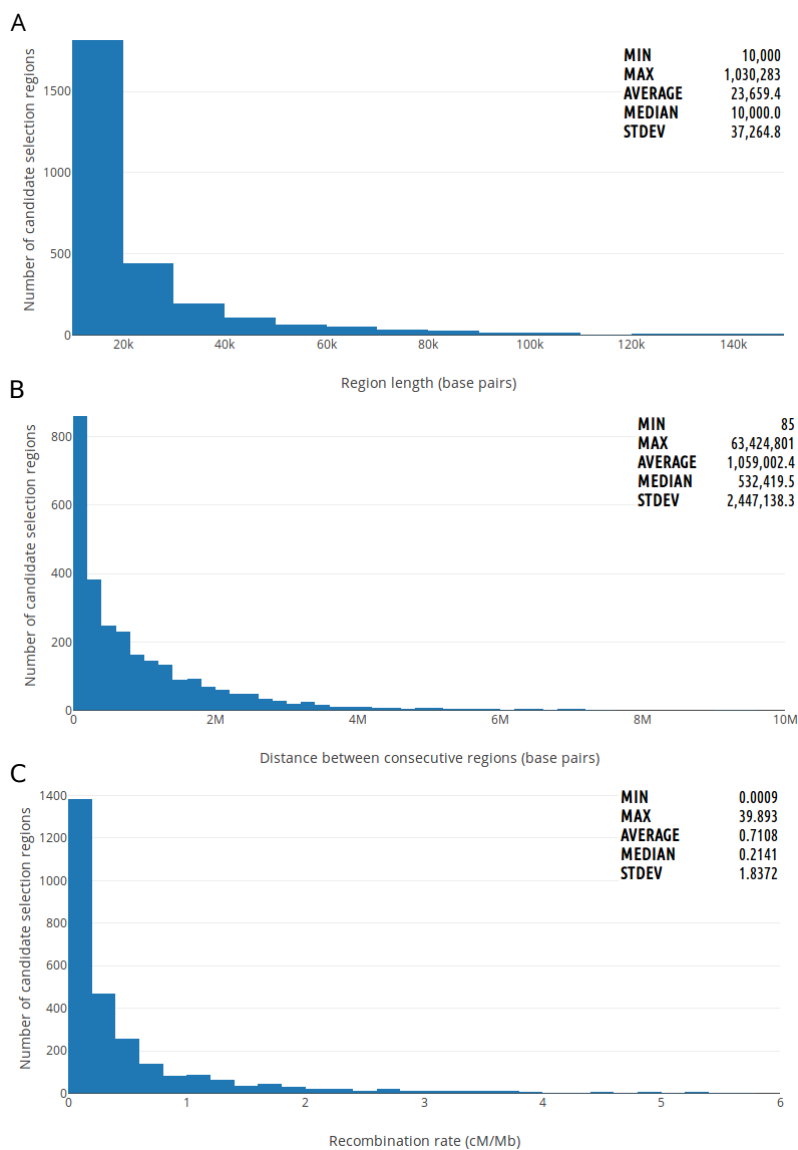 A
Number of candidate selection regions
1500
1000
500
0
20k 40k 60k 80k 100k 120k 140k
Region length (base pairs)
MIN 10,000
MAX 1,030,283
AVERAGE 23,659.4
MEDIAN 10,000.0
STDEV 37,264.8
B
Number of candidate selection regions
800
600
400
200
0
0 2M 4M 6M 8M 10M
Distance between consecutive regions (base pairs)
MIN 85
MAX 63,424,801
AVERAGE 1,059,002.4
MEDIAN 532,419.5
STDEV 2,447,138.3
C
Number of candidate selection regions
1400
1200
1000
800
600
400
200
0
0 1 2 3 4 5 6
Recombination rate (cM/Mb)
MIN 0.0009
MAX 39.893
AVERAGE 0.7108
MEDIAN 0.2141
STDEV 1.8372